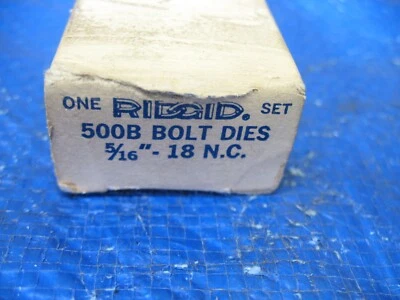 ONE RIDGID. SET
500B BOLT DIES
5/16" - 18 N.C.